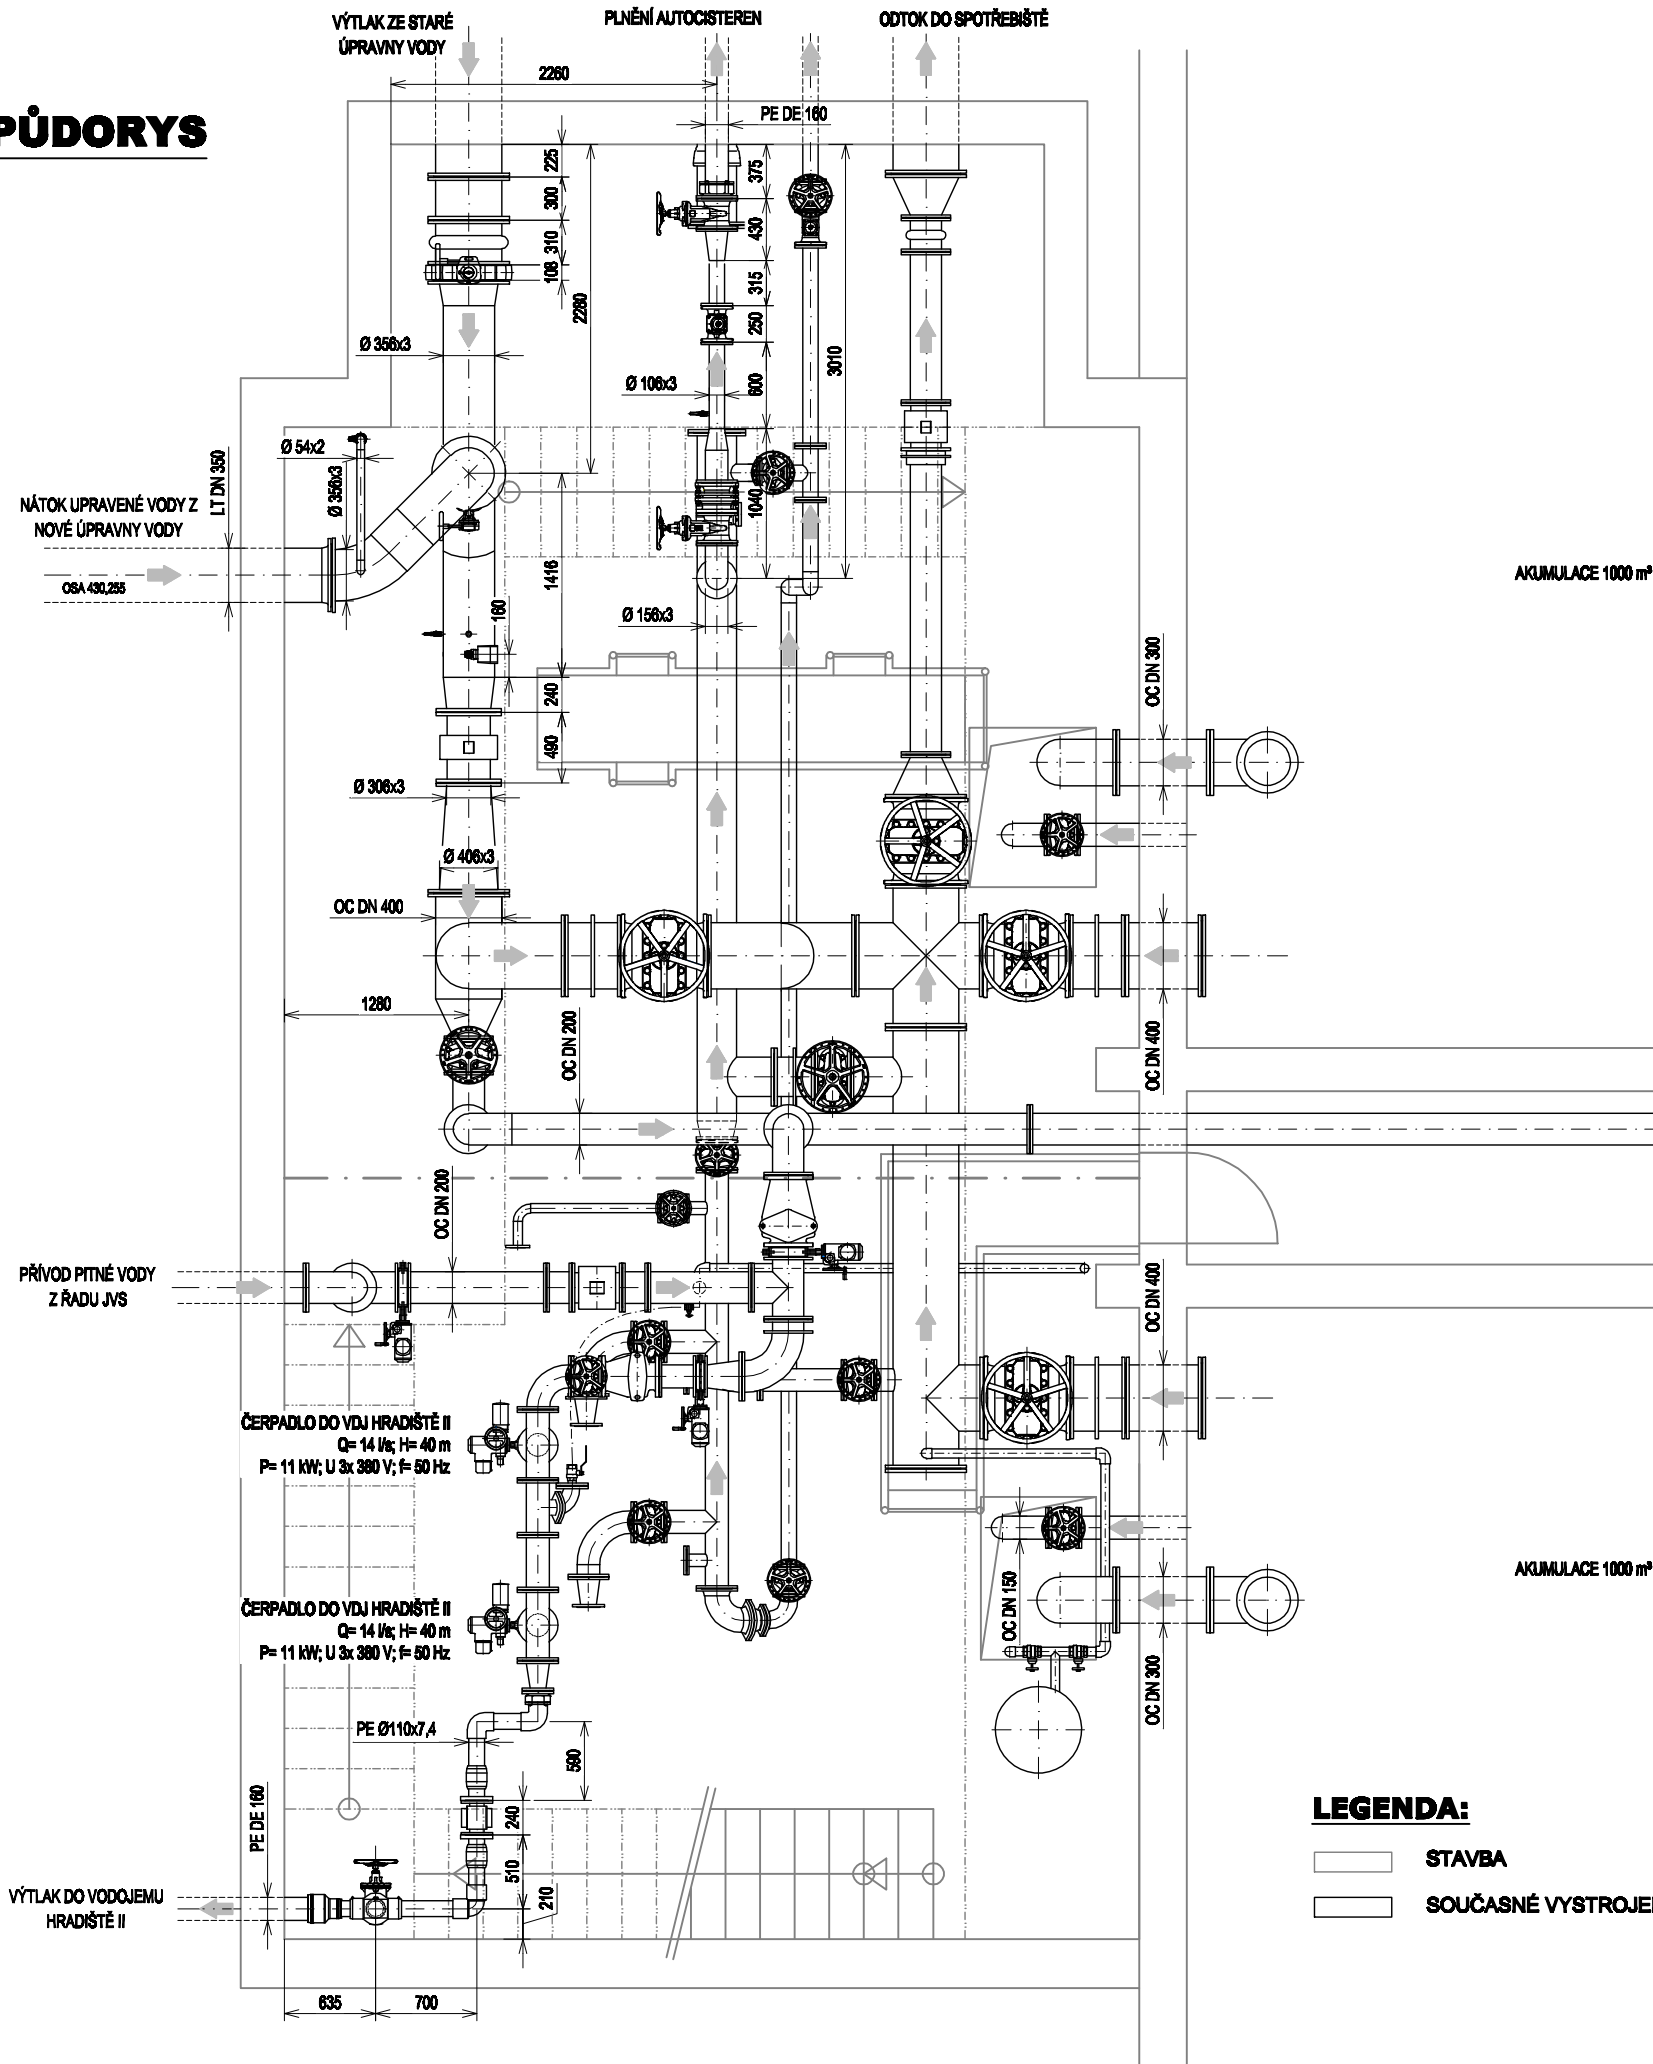 VÝTLAK ZE STARÉ
ÚPRAVNY VODY
PLNĚNÍ AUTOCISTEREN
ODTOK DO SPOTŘEBIŠTĚ
PŮDORYS
2260
PE DE 160
225
300
310
108
2280
375
430
315
250
600
1040
3010
Ø 356x3
Ø 106x3
Ø 54x2
Ø 356x3
LT DN 350
NÁTOK UPRAVENÉ VODY Z
NOVÉ ÚPRAVNY VODY
OSA 430,255
1416
160
Ø 156x3
AKUMULACE 1000 m³
OC DN 300
240
490
Ø 306x3
Ø 406x3
OC DN 400
1280
OC DN 200
OC DN 400
OC DN 200
PŘÍVOD PITNÉ VODY
Z ŘADU JVS
OC DN 400
ČERPADLO DO VDJ HRADIŠTĚ II
Q= 14 l/s; H= 40 m
P= 11 kW; U 3x 380 V; f= 50 Hz
ČERPADLO DO VDJ HRADIŠTĚ II
Q= 14 l/s; H= 40 m
P= 11 kW; U 3x 380 V; f= 50 Hz
AKUMULACE 1000 m³
OC DN 150
OC DN 300
PE Ø110x7,4
590
240
510
210
PE DE 160
VÝTLAK DO VODOJEMU
HRADIŠTĚ II
635
700
LEGENDA:
STAVBA
SOUČASNÉ VYSTROJE